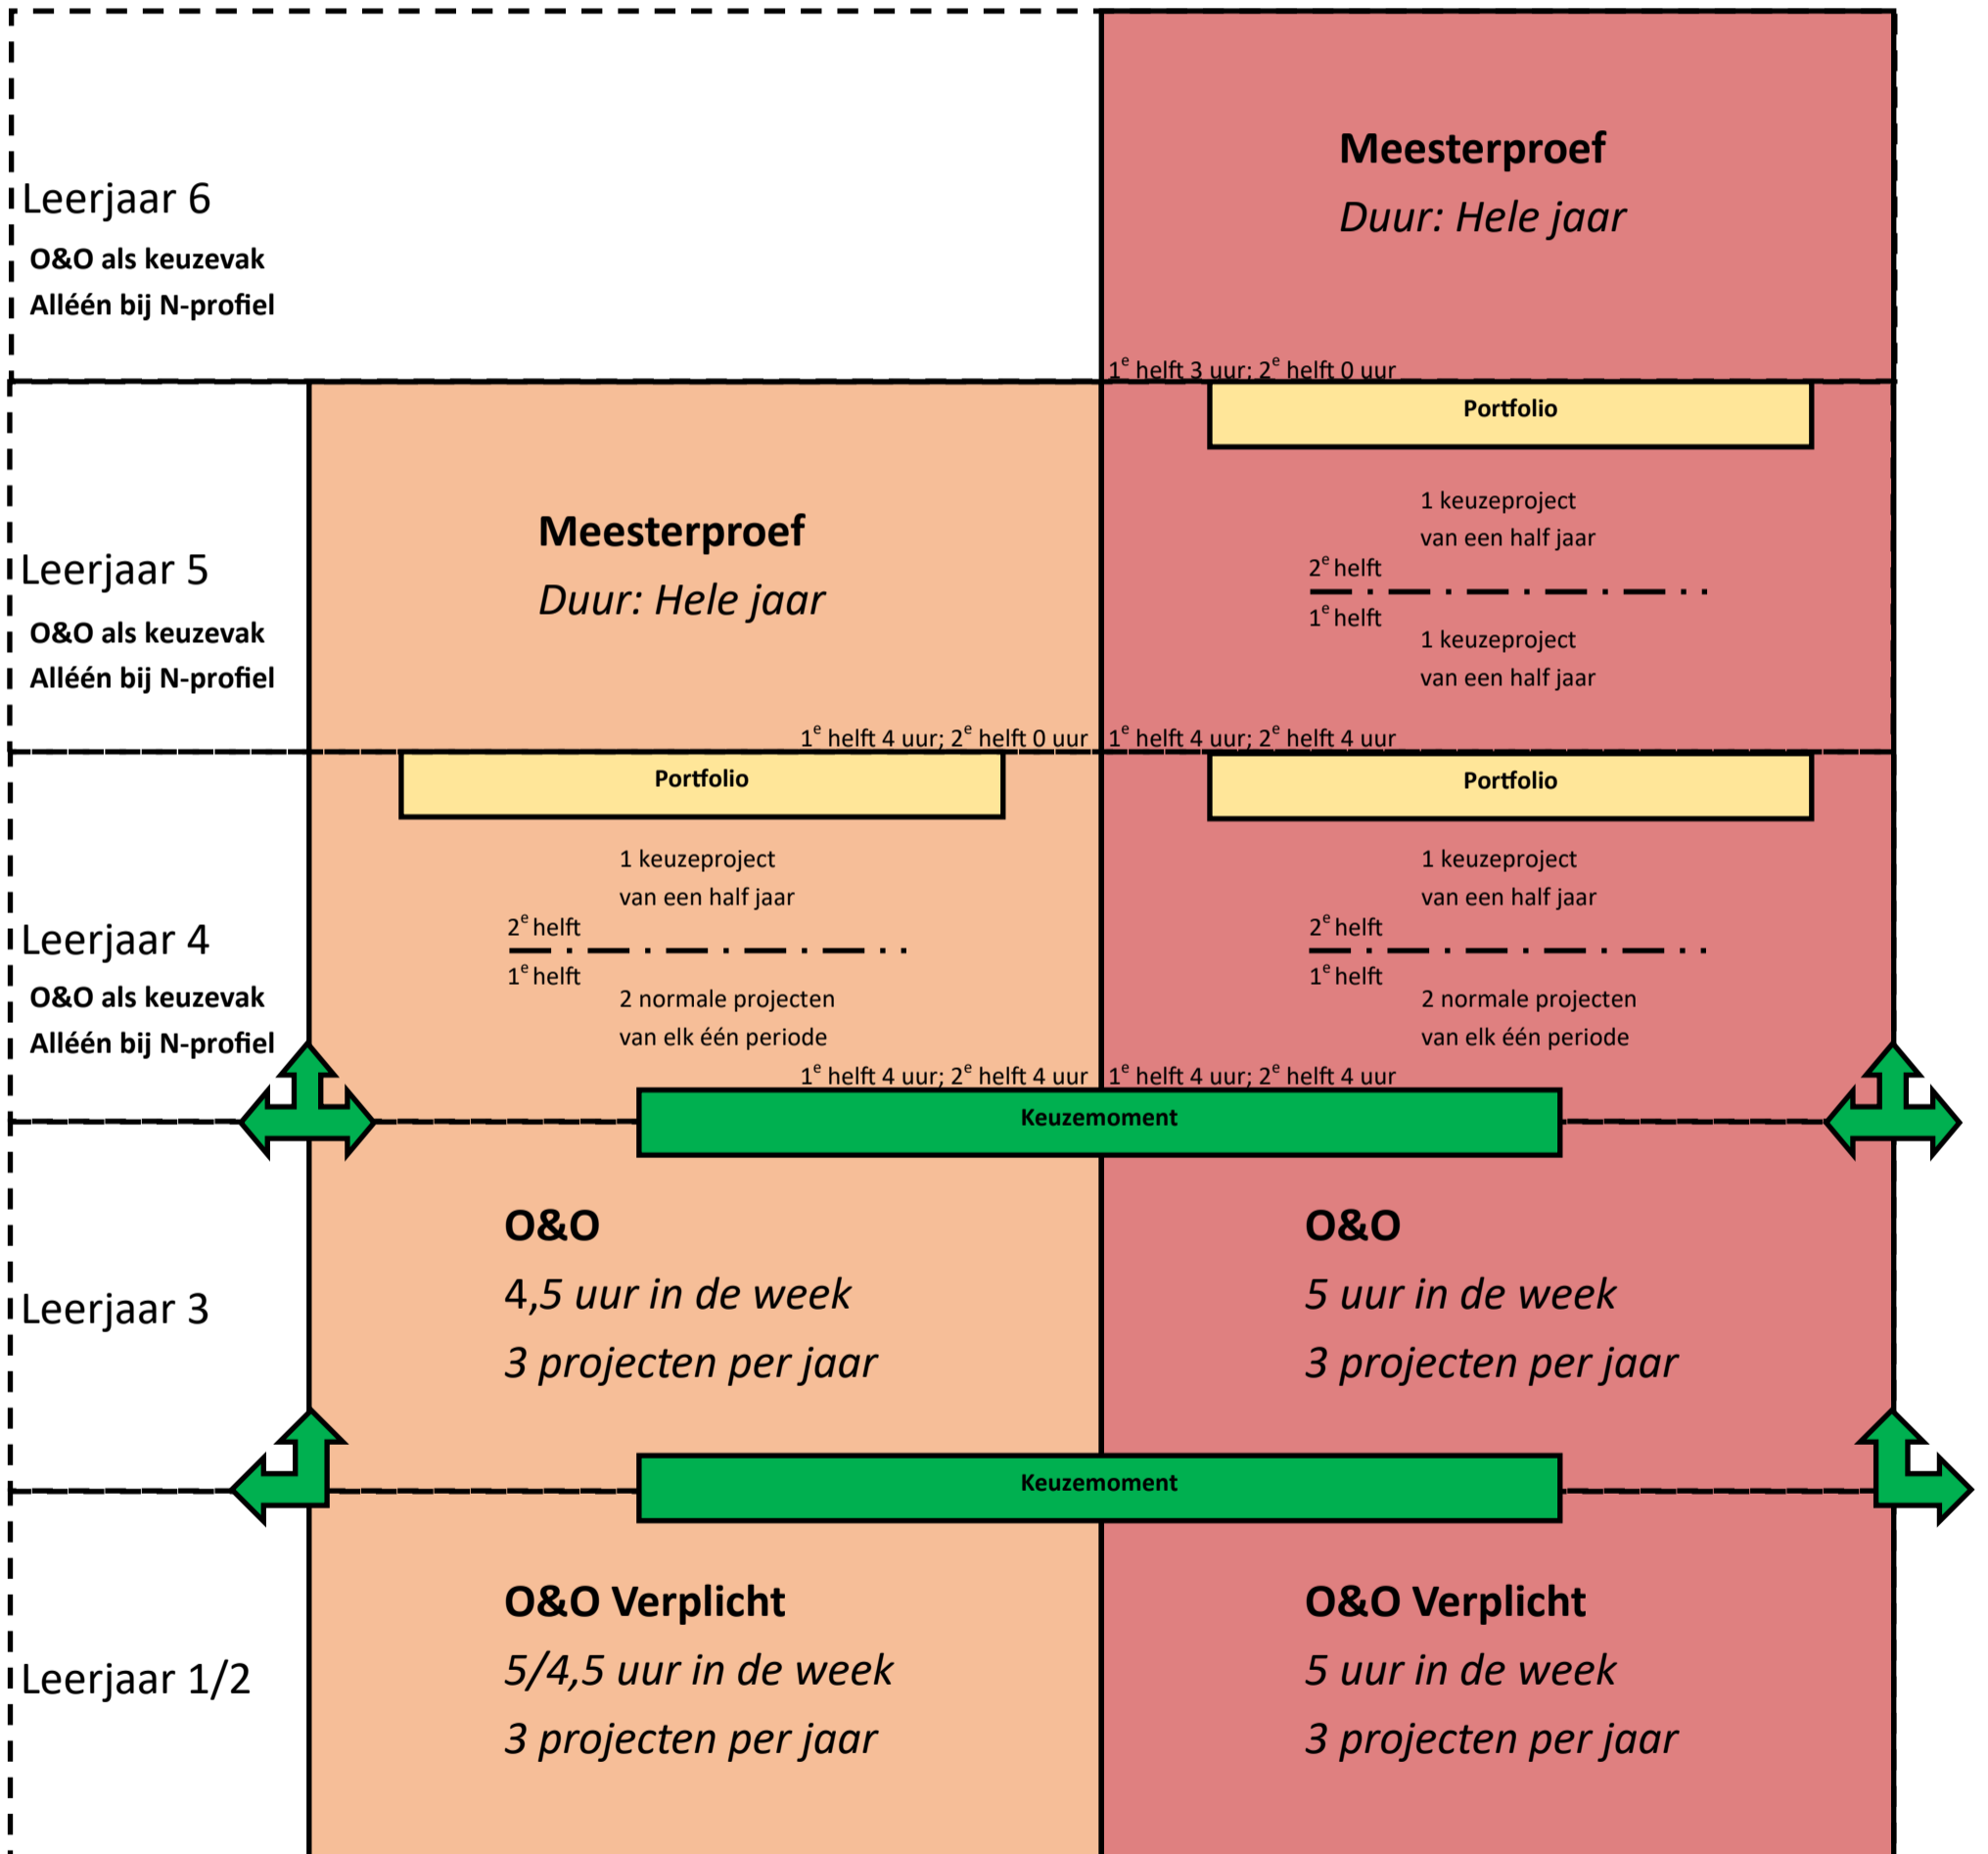 Leerjaar 6
O&O als keuzevak
Alléén bij N-profiel
Meesterproef
Duur: Hele jaar
1e helft 3 uur; 2e helft 0 uur
Leerjaar 5
O&O als keuzevak
Alléén bij N-profiel
Meesterproef
Duur: Hele jaar
1e helft 4 uur; 2e helft 0 uur
Portfolio
1 keuzeproject
van een half jaar
2e helft
1e helft
1 keuzeproject
van een half jaar
1e helft 4 uur; 2e helft 4 uur
Leerjaar 4
O&O als keuzevak
Alléén bij N-profiel
Portfolio
1 keuzeproject
van een half jaar
2e helft
1e helft
2 normale projecten
van elk één periode
1e helft 4 uur; 2e helft 4 uur
Portfolio
1 keuzeproject
van een half jaar
2e helft
1e helft
2 normale projecten
van elk één periode
1e helft 4 uur; 2e helft 4 uur
Keuzemoment
Leerjaar 3
O&O
4,5 uur in de week
3 projecten per jaar
O&O
5 uur in de week
3 projecten per jaar
Keuzemoment
Leerjaar 1/2
O&O Verplicht
5/4,5 uur in de week
3 projecten per jaar
O&O Verplicht
5 uur in de week
3 projecten per jaar